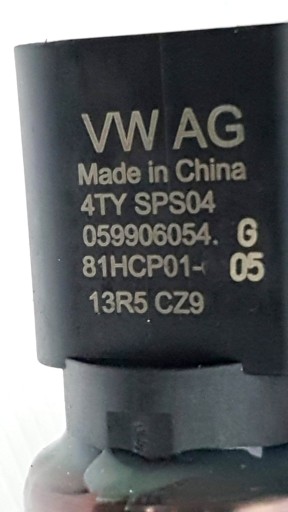 VW AG
Made in China
4TY SPS04
059906054. G
81HCP01- 05
13R5 CZ9